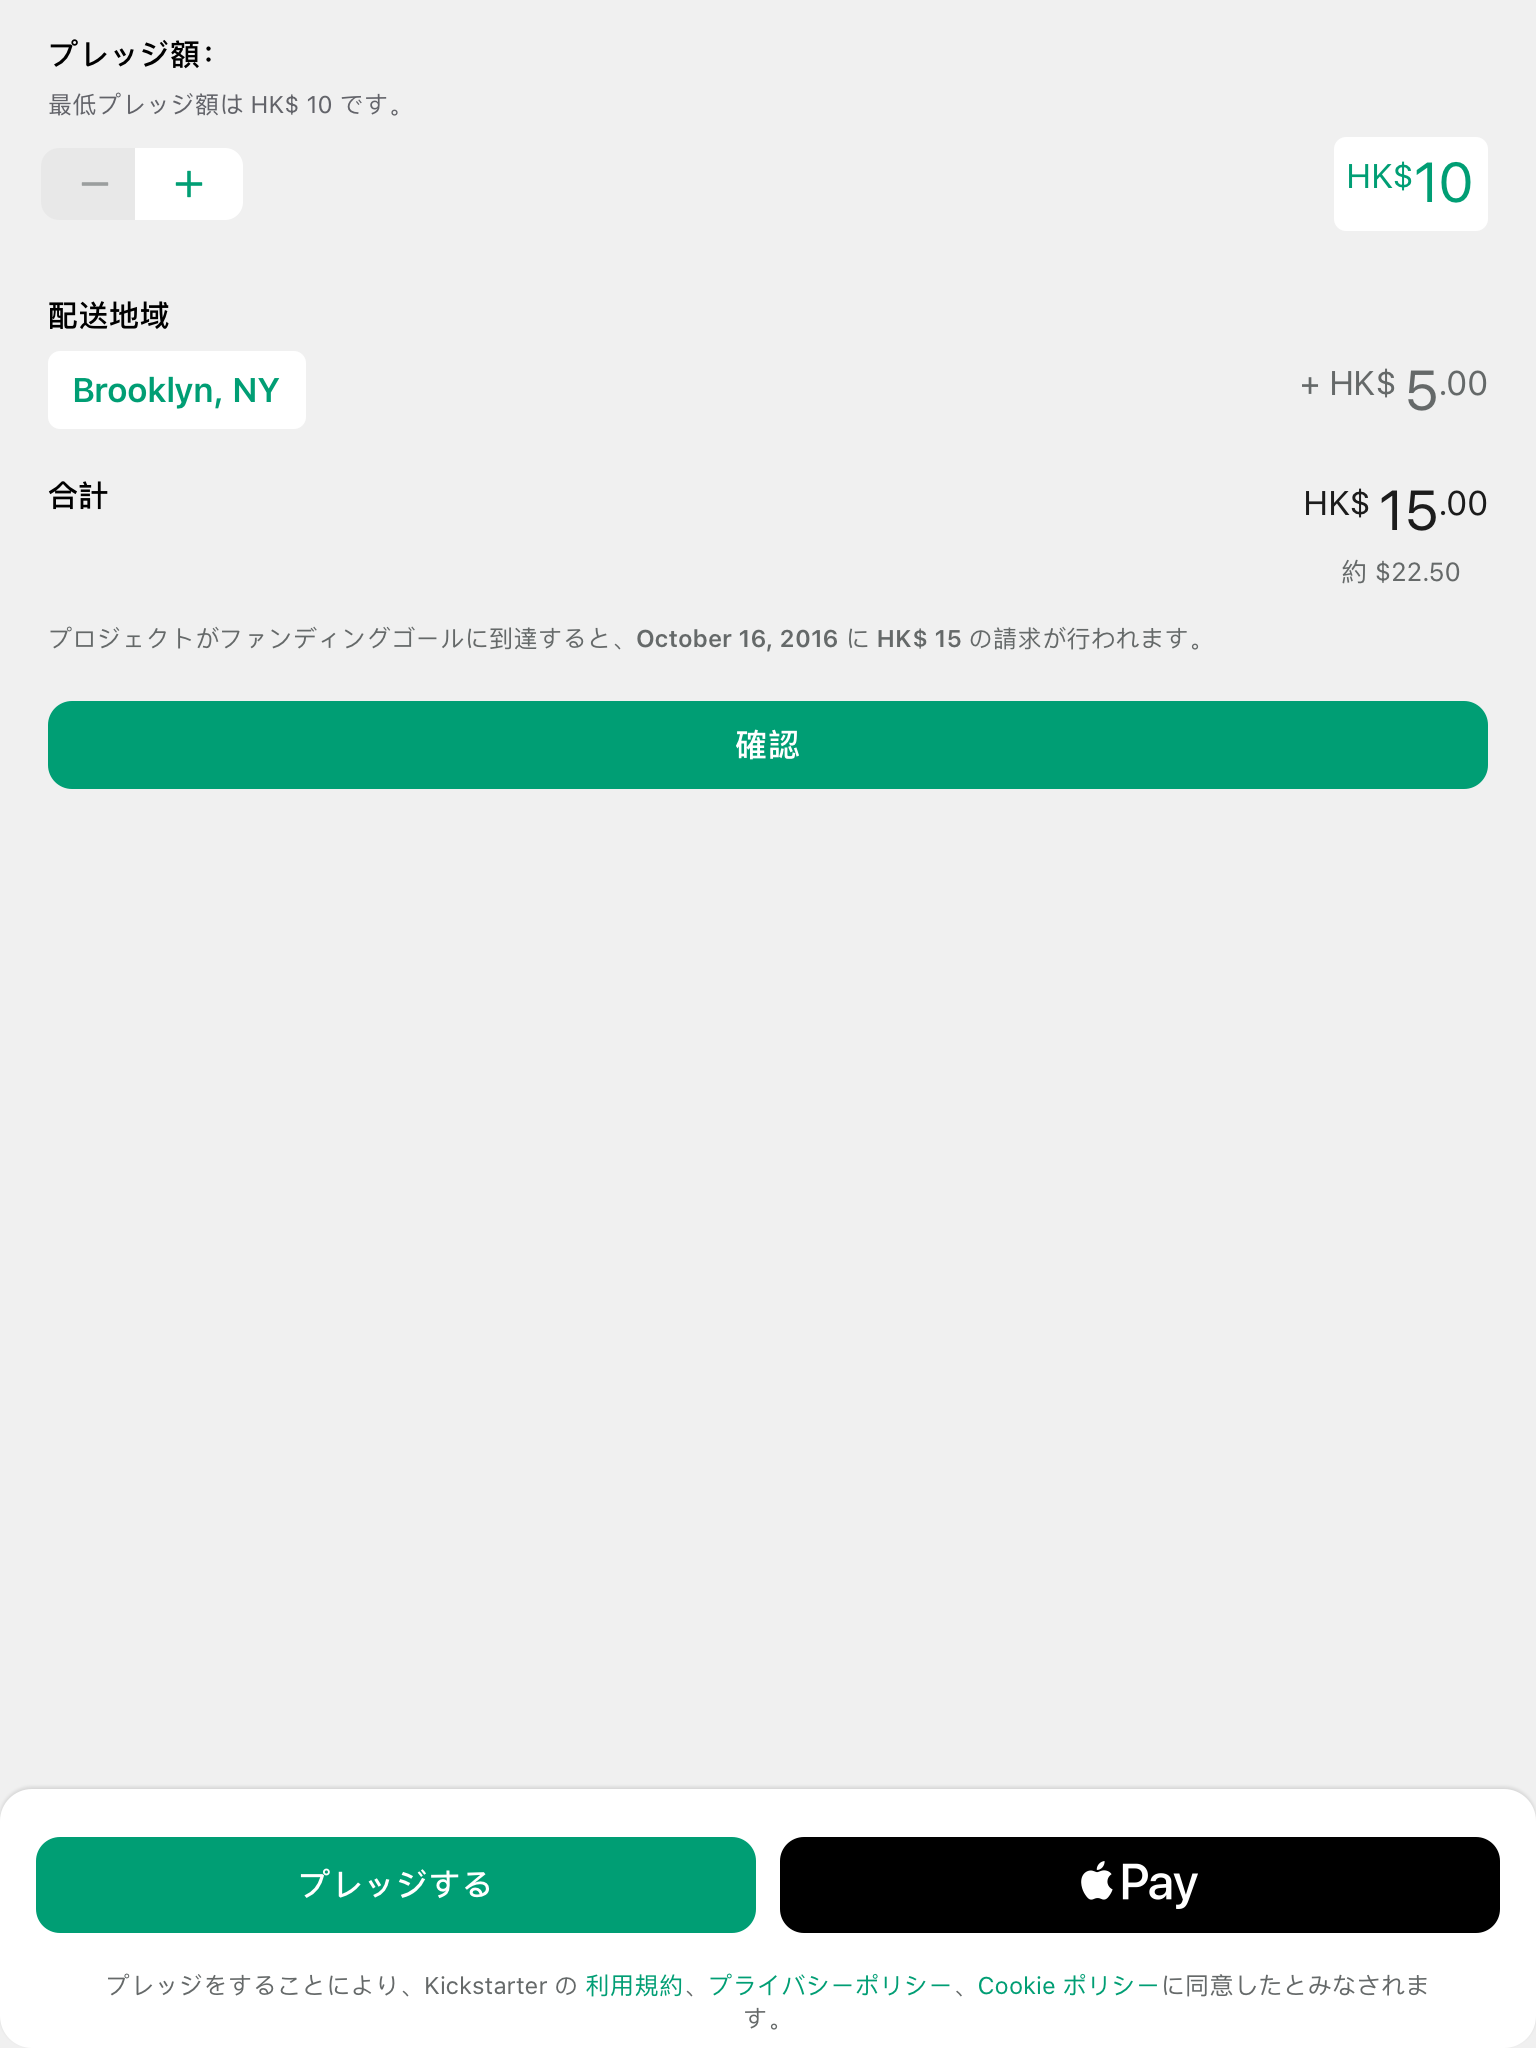 プレッジ額：
最低プレッジ額は HK$ 10 です。
− +
HK$10
配送地域
Brooklyn, NY
+ HK$ 5.00
合計
HK$ 15.00
約 $22.50
プロジェクトがファンディングゴールに到達すると、October 16, 2016 に HK$ 15 の請求が行われます。
確認
プレッジする
Pay
プレッジをすることにより、Kickstarter の 利用規約、プライバシーポリシー、Cookie ポリシーに同意したとみなされま
す。